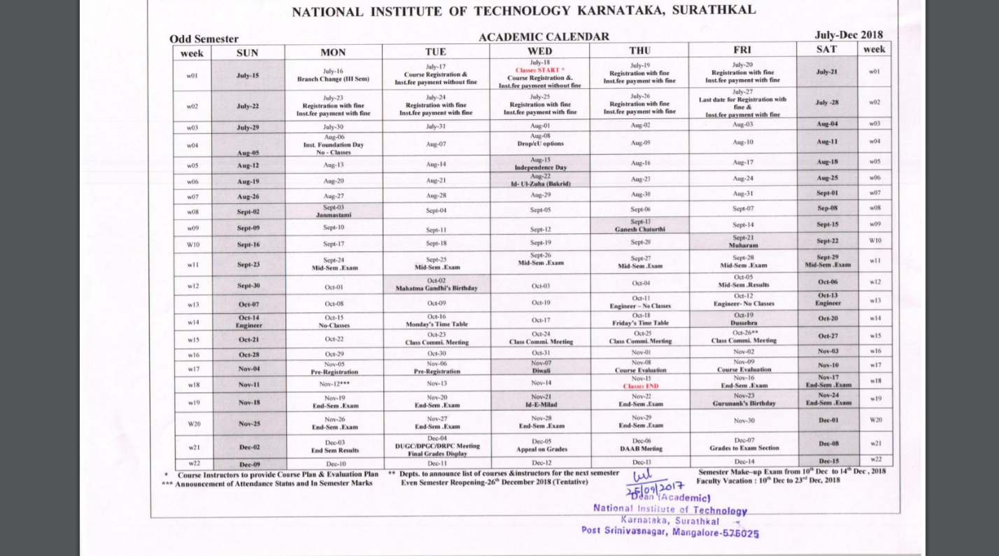 NATIONAL INSTITUTE OF TECHNOLOGY KARNATAKA, SURATHKAL
Odd Semester ACADEMIC CALENDAR July-Dec 2018
week SUN MON TUE WED THU FRI SAT week
w01 July-15 July-16 Branch Change (III Sem) July-17 Course Registration & Inst.fee payment without fine July-18 Classes START * Course Registration &. Inst.fee payment without fine July-19 Registration with fine Inst.fee payment with fine July-20 Registration with fine Inst.fee payment with fine July-21 w01
w02 July-22 July-23 Registration with fine Inst.fee payment with fine July-24 Registration with fine Inst.fee payment with fine July-25 Registration with fine Inst.fee payment with fine July-26 Registration with fine Inst.fee payment with fine July-27 Last date for Registration with fine & Inst.fee payment with fine July -28 w02
w03 July-29 July-30 July-31 Aug-01 Aug-02 Aug-03 Aug-04 w03
w04 Aug-05 Aug-06 Inst. Foundation Day No - Classes Aug-07 Aug-08 Drop/cU options Aug-09 Aug-10 Aug-11 w04
w05 Aug-12 Aug-13 Aug-14 Aug-15 Independence Day Aug-16 Aug-17 Aug-18 w05
w06 Aug-19 Aug-20 Aug-21 Aug-22 Id- Ul-Zuha (Bakrid) Aug-23 Aug-24 Aug-25 w06
w07 Aug-26 Aug-27 Aug-28 Aug-29 Aug-30 Aug-31 Sept-01 w07
w08 Sept-02 Sept-03 Janmastami Sept-04 Sept-05 Sept-06 Sept-07 Sep-08 w08
w09 Sept-09 Sept-10 Sept-11 Sept-12 Sept-13 Ganesh Chaturthi Sept-14 Sept-15 w09
W10 Sept-16 Sept-17 Sept-18 Sept-19 Sept-20 Sept-21 Muharam Sept-22 W10
w11 Sept-23 Sept-24 Mid-Sem .Exam Sept-25 Mid-Sem .Exam Sept-26 Mid-Sem .Exam Sept-27 Mid-Sem .Exam Sept-28 Mid-Sem .Exam Sept-29 Mid-Sem .Exam w11
w12 Sept-30 Oct-01 Oct-02 Mahatma Gandhi's Birthday Oct-03 Oct-04 Oct-05 Mid-Sem .Results Oct-06 w12
w13 Oct-07 Oct-08 Oct-09 Oct-10 Oct-11 Engineer – No Classes Oct-12 Engineer- No Classes Oct-13 Engineer w13
w14 Oct-14 Engineer Oct-15 No-Classes Oct-16 Monday's Time Table Oct-17 Oct-18 Friday's Time Table Oct-19 Dussehra Oct-20 w14
w15 Oct-21 Oct-22 Oct-23 Class Commi. Meeting Oct-24 Class Commi. Meeting Oct-25 Class Commi. Meeting Oct-26** Class Commi. Meeting Oct-27 w15
w16 Oct-28 Oct-29 Oct-30 Oct-31 Nov-01 Nov-02 Nov-03 w16
w17 Nov-04 Nov-05 Pre-Registration Nov-06 Pre-Registration Nov-07 Diwali Nov-08 Course Evaluation Nov-09 Course Evaluation Nov-10 w17
w18 Nov-11 Nov-12*** Nov-13 Nov-14 Nov-15 Classes END Nov-16 End-Sem .Exam Nov-17 End-Sem .Exam w18
w19 Nov-18 Nov-19 End-Sem .Exam Nov-20 End-Sem .Exam Nov-21 Id-E-Milad Nov-22 End-Sem .Exam Nov-23 Gurunank's Birthday Nov-24 End-Sem .Exam w19
W20 Nov-25 Nov-26 End-Sem .Exam Nov-27 End-Sem .Exam Nov-28 End-Sem .Exam Nov-29 End-Sem .Exam Nov-30 Dec-01 W20
w21 Dec-02 Dec-03 End Sem Results Dec-04 DUGC/DPGC/DRPC Meeting Final Grades Display Dec-05 Appeal on Grades Dec-06 DAAB Meeting Dec-07 Grades to Exam Section Dec-08 w21
w22 Dec-09 Dec-10 Dec-11 Dec-12 Dec-13 Dec-14 Dec-15 w22
* Course Instructors to provide Course Plan & Evaluation Plan ** Depts. to announce list of courses &instructors for the next semester Semester Make–up Exam from 10th Dec to 14th Dec , 2018
*** Announcement of Attendance Status and In Semester Marks Even Semester Reopening-26th December 2018 (Tentative) Faculty Vacation : 10th Dec to 23rd Dec, 2018
25/09/2017
Dean (Academic)
National Institute of Technology
Karnataka, Surathkal
Post Srinivasnagar, Mangalore-575025